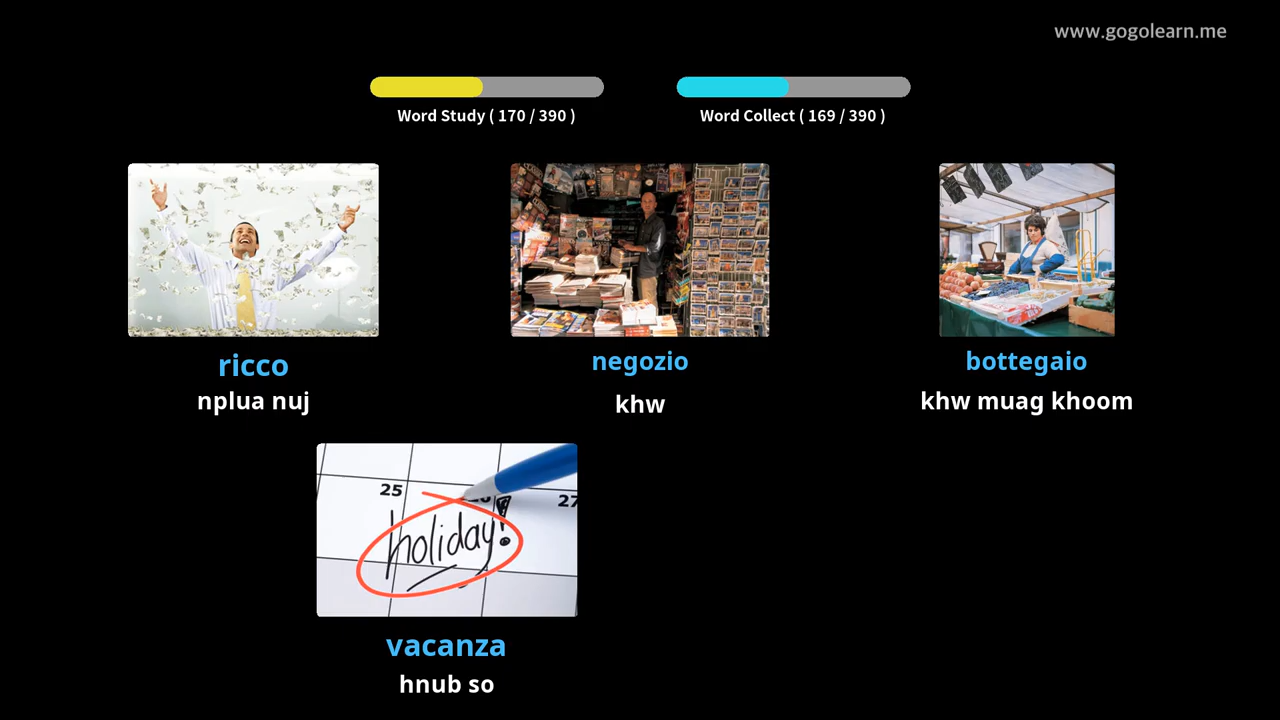 www.gogolearn.me
Word Study ( 170 / 390 )
Word Collect ( 169 / 390 )
ricco
nplua nuj
negozio
khw
bottegaio
khw muag khoom
25
27
holiday!
vacanza
hnub so